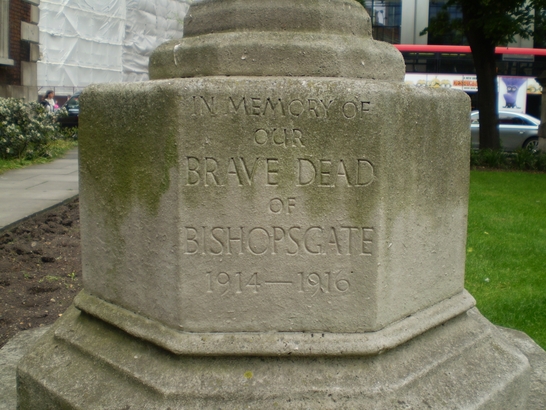 IN MEMORY OF
OUR
BRAVE DEAD
OF
BISHOPSGATE
1914—1916